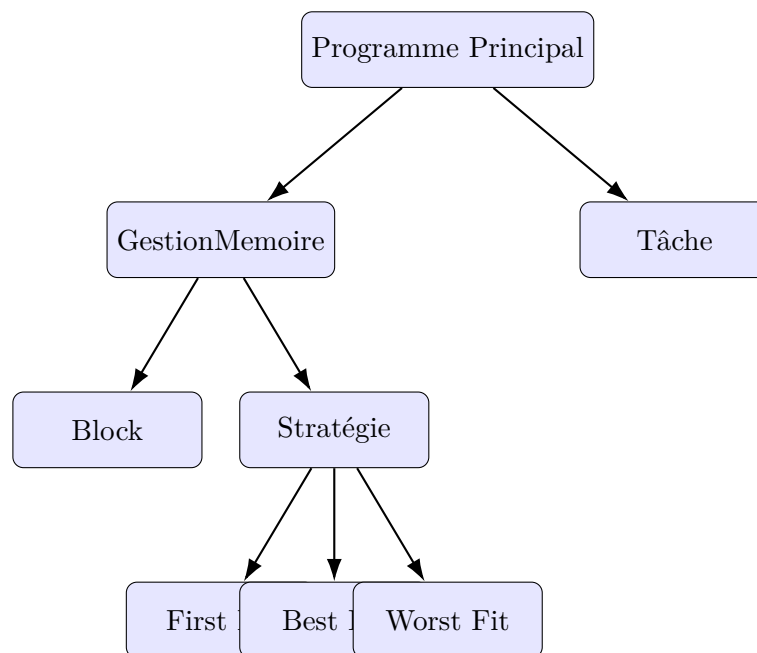 Programme Principal
GestionMemoire
Tâche
Block
Stratégie
First
Best
Worst Fit